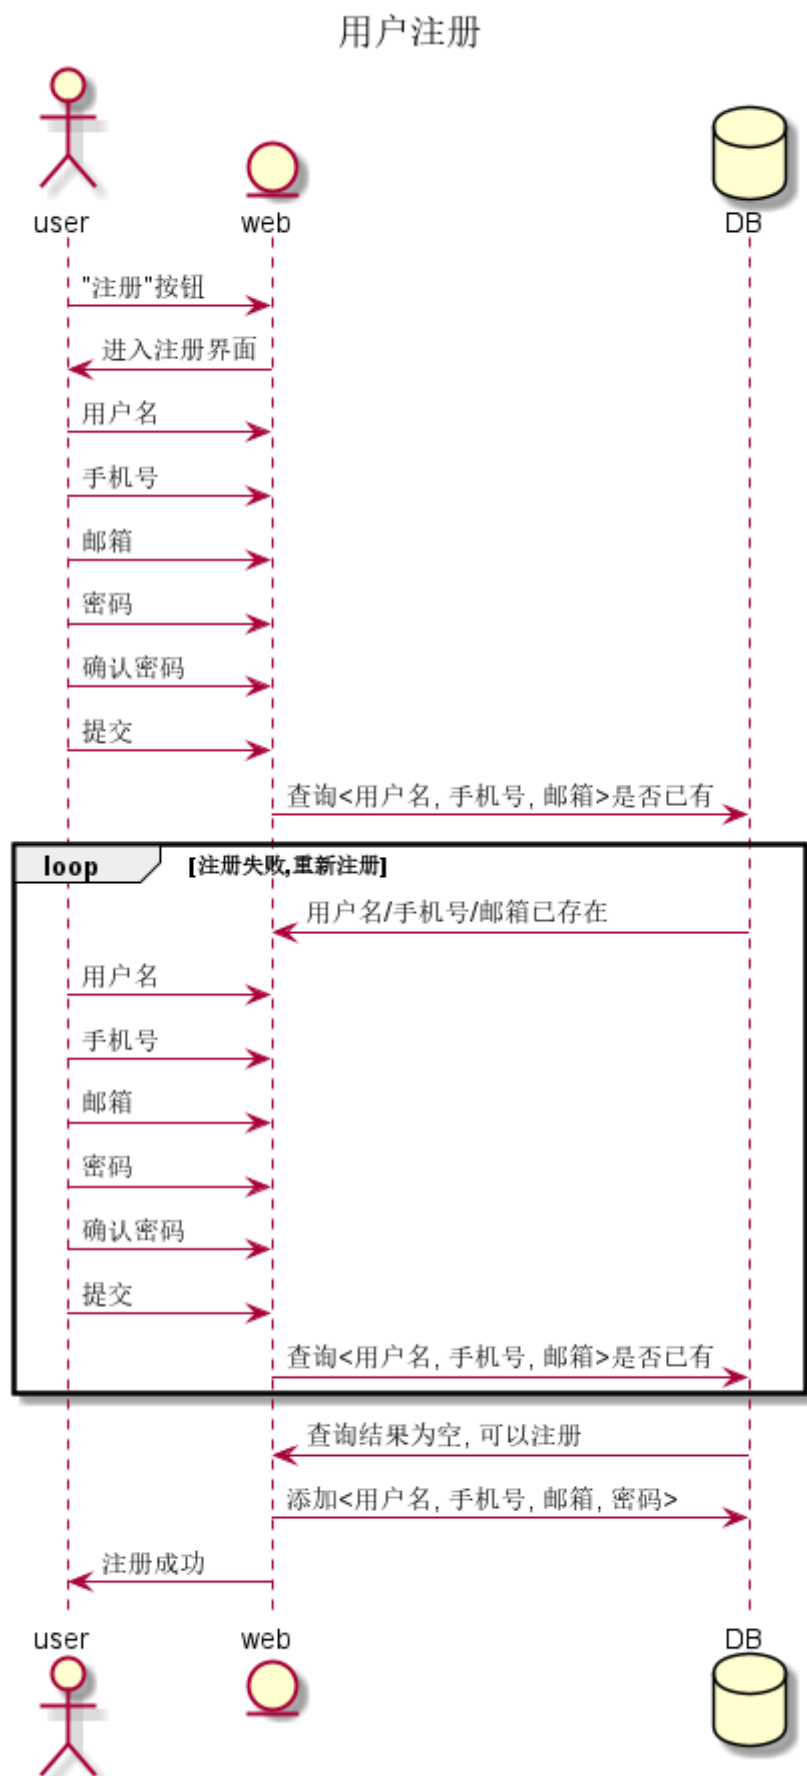 用户注册
user
web
DB
"注册"按钮
进入注册界面
用户名
手机号
邮箱
密码
确认密码
提交
查询<用户名, 手机号, 邮箱>是否已有
loop [注册失败,重新注册]
用户名/手机号/邮箱已存在
用户名
手机号
邮箱
密码
确认密码
提交
查询<用户名, 手机号, 邮箱>是否已有
查询结果为空, 可以注册
添加<用户名, 手机号, 邮箱, 密码>
注册成功
user
web
DB